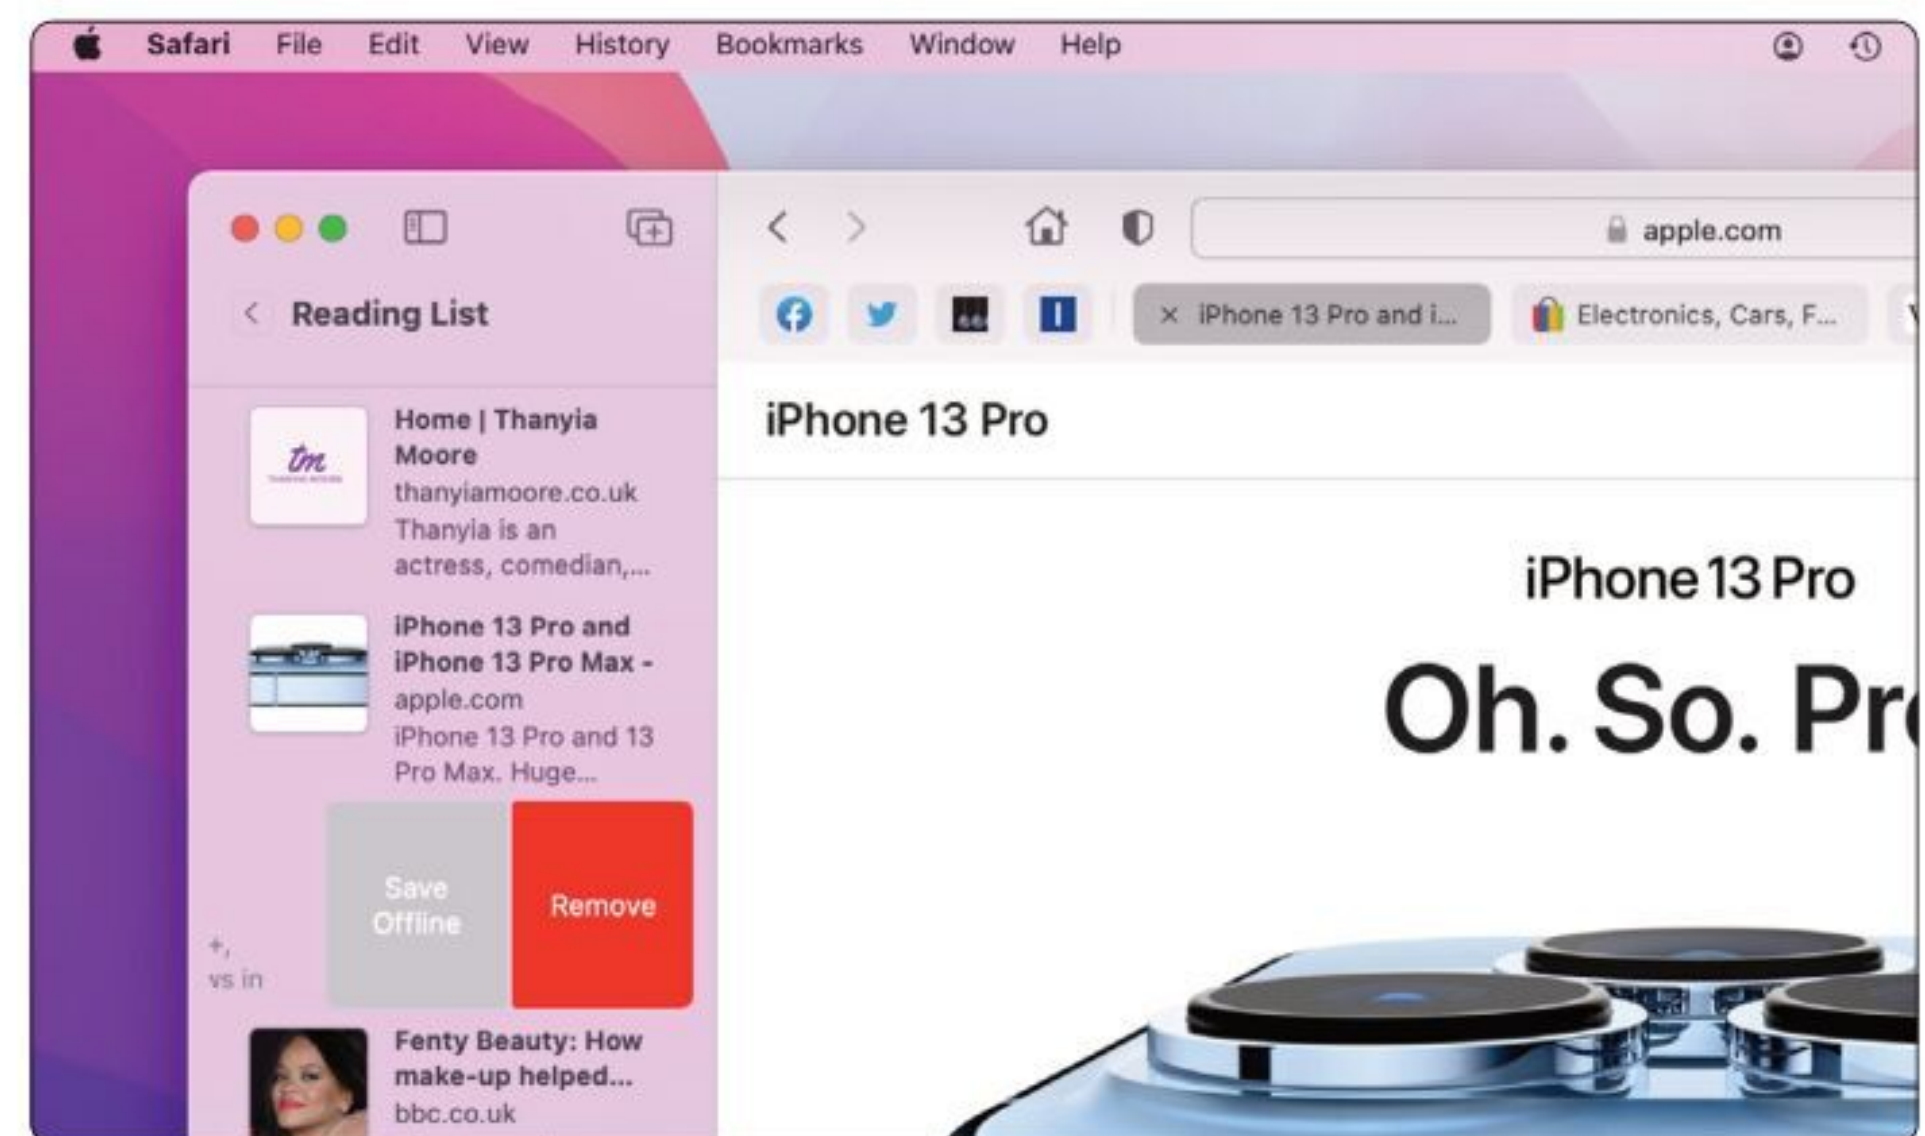 Safari File Edit View History Bookmarks Window Help
apple.com
Reading List
iPhone 13 Pro and i...
Electronics, Cars, F...
iPhone 13 Pro
Home | Thanyia
Moore
thanyiamoore.co.uk
Thanyia is an
actress, comedian,...
iPhone 13 Pro and
iPhone 13 Pro Max -
apple.com
iPhone 13 Pro and 13
Pro Max. Huge...
Save
Offline
Remove
+,
vs in
Fenty Beauty: How
make-up helped...
bbc.co.uk
tm
iPhone 13 Pro
Oh. So. Pr